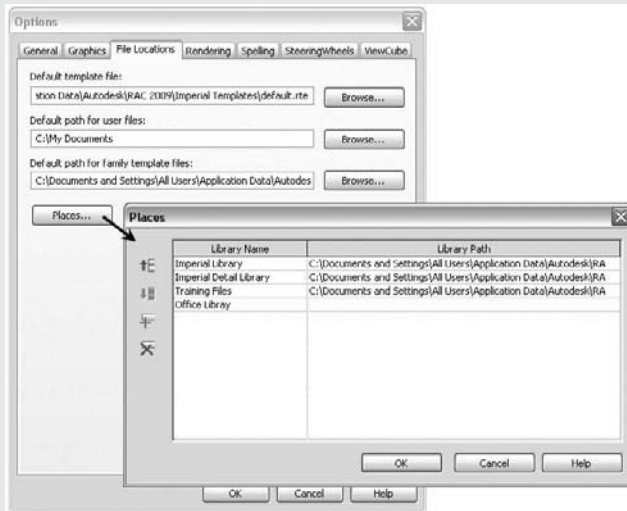 Options
General Graphics File Locations Rendering Spelling SteeringWheels ViewCube
Default template file:
tion Data\Autodesk\RAC 2009\Imperial Templates\default.rte Browse...
Default path for user files:
C:\My Documents Browse...
Default path for family template files:
C:\Documents and Settings\All Users\Application Data\Autodes Browse...
Places...
Places
Library Name Library Path
Imperial Library C:\Documents and Settings\All Users\Application Data\Autodesk\RA
Imperial Detail Library C:\Documents and Settings\All Users\Application Data\Autodesk\RA
Training Files C:\Documents and Settings\All Users\Application Data\Autodesk\RA
Office Libray
OK Cancel Help
OK Cancel Help